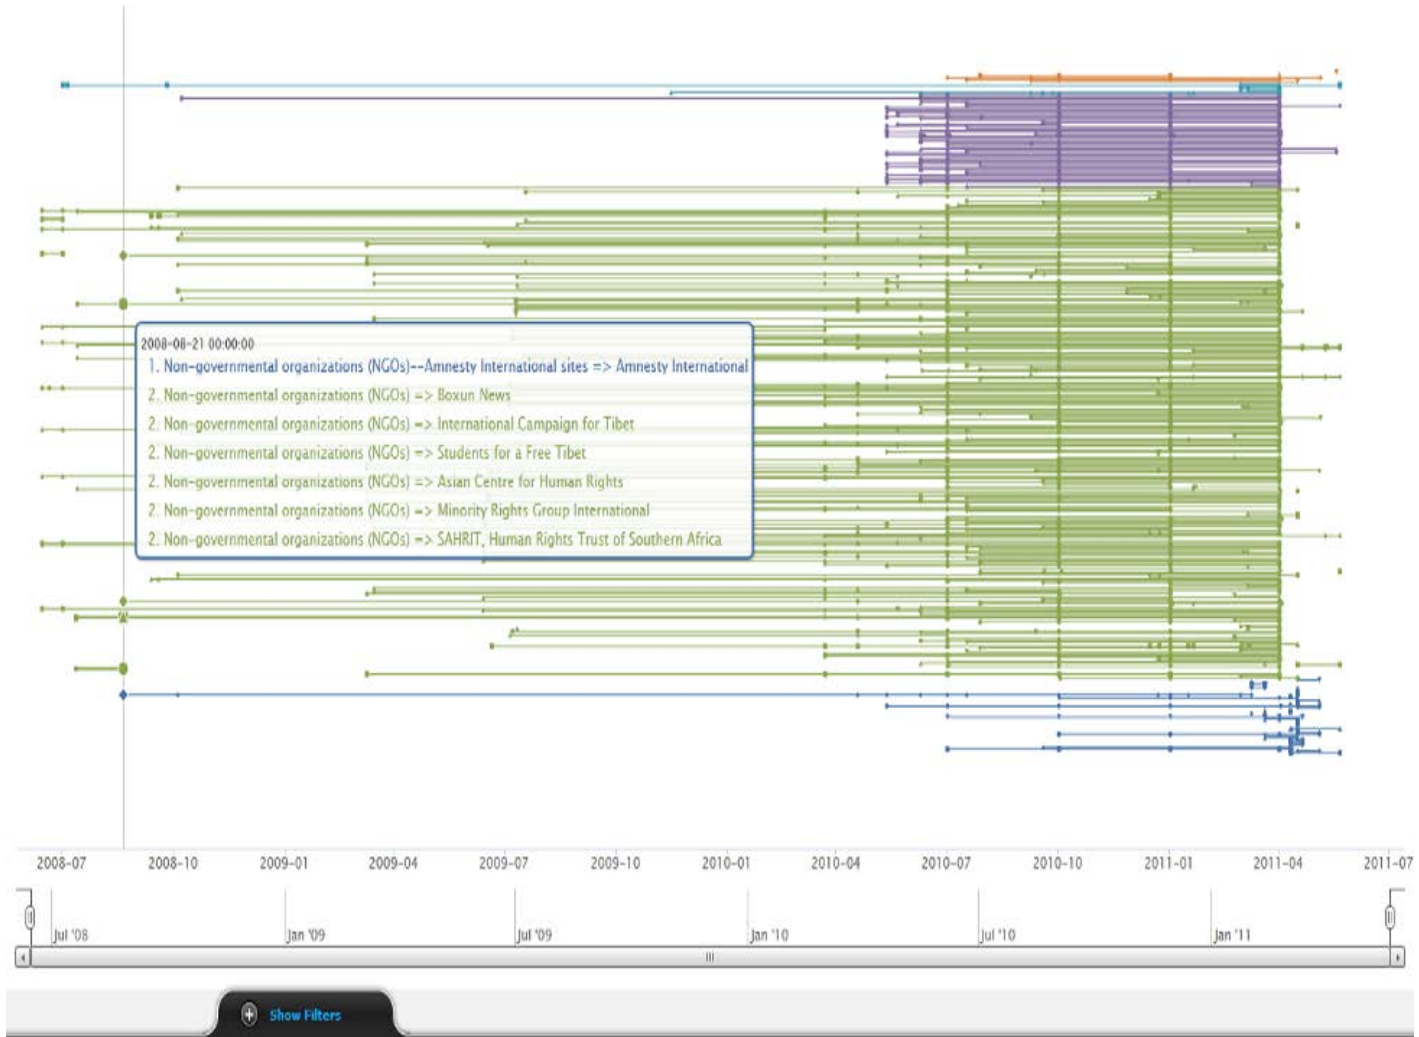 2008-08-21 00:00:00
1. Non-governmental organizations (NGOs)--Amnesty International sites => Amnesty International
2. Non-governmental organizations (NGOs) => Boxun News
2. Non-governmental organizations (NGOs) => International Campaign for Tibet
2. Non-governmental organizations (NGOs) => Students for a Free Tibet
2. Non-governmental organizations (NGOs) => Asian Centre for Human Rights
2. Non-governmental organizations (NGOs) => Minority Rights Group International
2. Non-governmental organizations (NGOs) => SAHRIT, Human Rights Trust of Southern Africa
2008-07 2008-10 2009-01 2009-04 2009-07 2009-10 2010-01 2010-04 2010-07 2010-10 2011-01 2011-04 2011-07
Jul '08 Jan '09 Jul '09 Jan '10 Jul '10 Jan '11
Show Filters